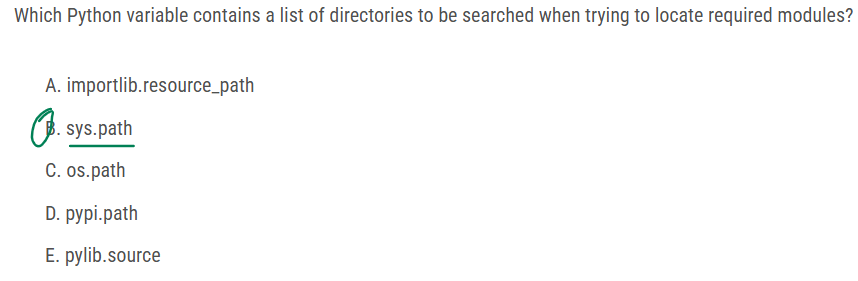 Which Python variable contains a list of directories to be searched when trying to locate required modules?
A. importlib.resource_path
B. sys.path
C. os.path
D. pypi.path
E. pylib.source